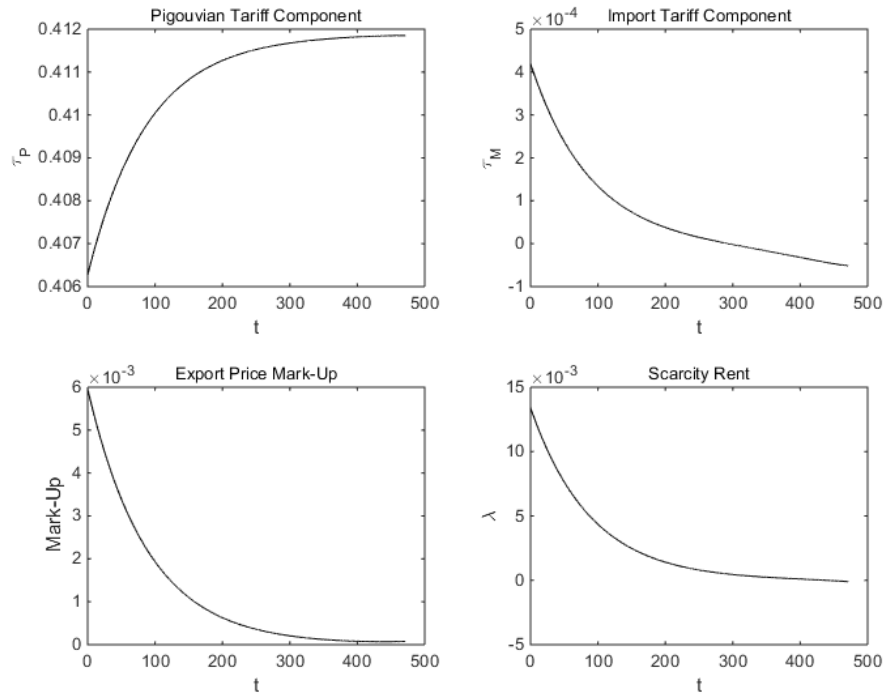 Pigouvian Tariff Component
0.412
0.411
0.41
0.409
0.408
0.407
0.406
τP
0 100 200 300 400 500
t
Import Tariff Component
×10-4
5
4
3
2
1
0
-1
τM
0 100 200 300 400 500
t
Export Price Mark-Up
×10-3
6
5
4
3
2
1
0
Mark-Up
0 100 200 300 400 500
t
Scarcity Rent
×10-3
15
10
5
0
-5
λ
0 100 200 300 400 500
t